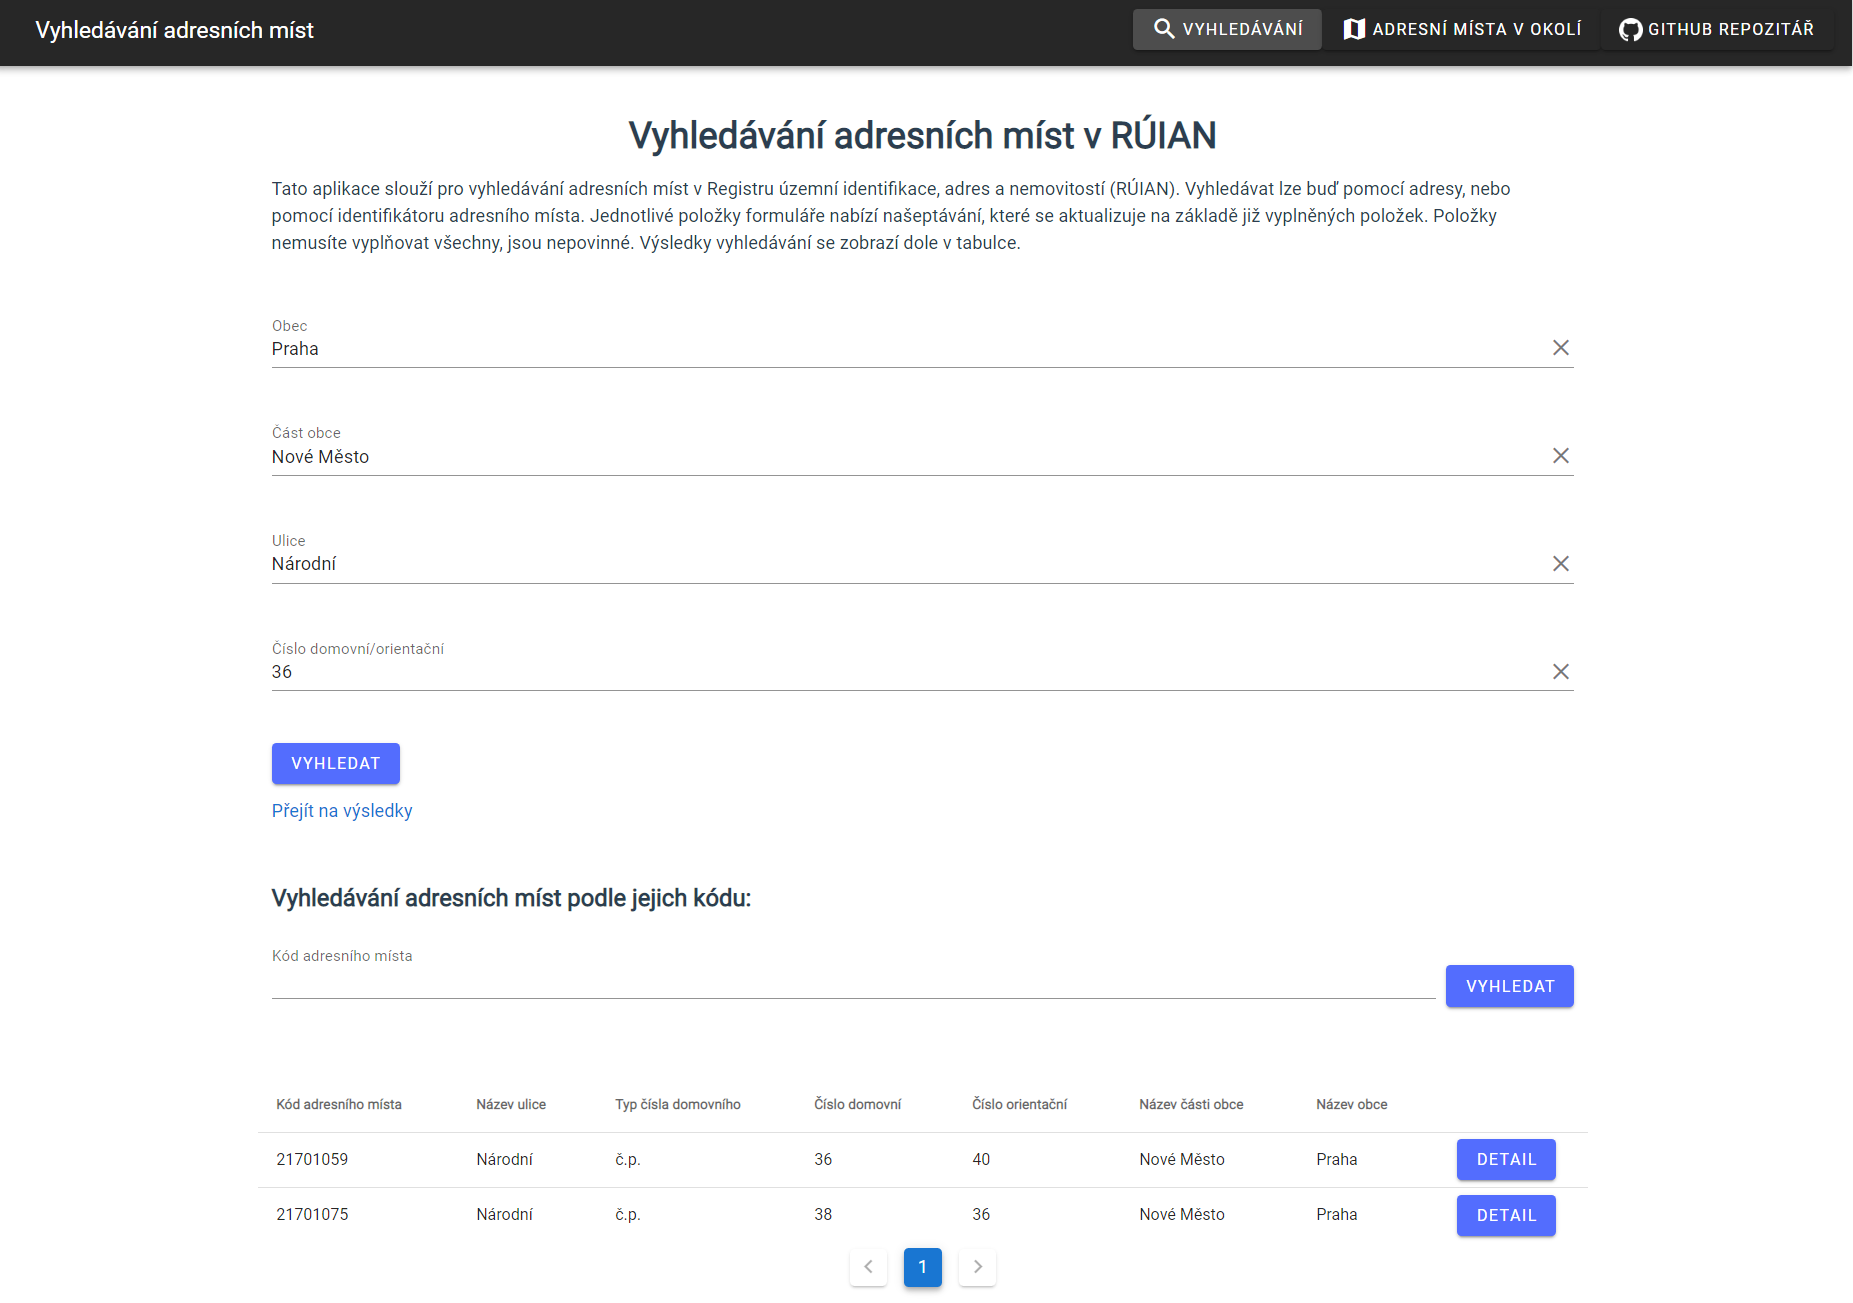 Vyhledávání adresních míst
VYHLEDÁVÁNÍ
ADRESNÍ MÍSTA V OKOLÍ
GITHUB REPOZITÁŘ
Vyhledávání adresních míst v RÚIAN
Tato aplikace slouží pro vyhledávání adresních míst v Registru územní identifikace, adres a nemovitostí (RÚIAN). Vyhledávat lze buď pomocí adresy, nebo
pomocí identifikátoru adresního místa. Jednotlivé položky formuláře nabízí našeptávání, které se aktualizuje na základě již vyplněných položek. Položky
nemusíte vyplňovat všechny, jsou nepovinné. Výsledky vyhledávání se zobrazí dole v tabulce.
Obec
Praha
Část obce
Nové Město
Ulice
Národní
Číslo domovní/orientační
36
VYHLEDAT
Přejít na výsledky
Vyhledávání adresních míst podle jejich kódu:
Kód adresního místa
VYHLEDAT
Kód adresního místa Název ulice Typ čísla domovního Číslo domovní Číslo orientační Název části obce Název obce
21701059 Národní č.p. 36 40 Nové Město Praha DETAIL
21701075 Národní č.p. 38 36 Nové Město Praha DETAIL
1